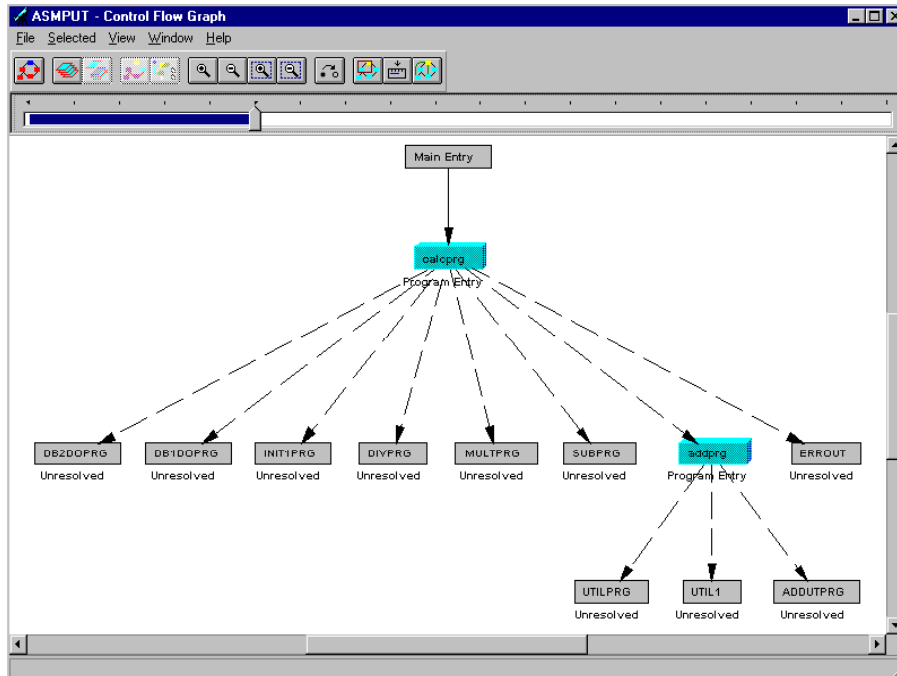 ASMPUT - Control Flow Graph
File Selected View Window Help
Main Entry
calcprg
Program Entry
DB2DOPRG DB1DOPRG INIT1PRG DIVPRG MULTPRG SUBPRG addprg ERROUT
Unresolved Unresolved Unresolved Unresolved Unresolved Unresolved Program Entry Unresolved
UTILPRG UTIL1 ADDUTPRG
Unresolved Unresolved Unresolved